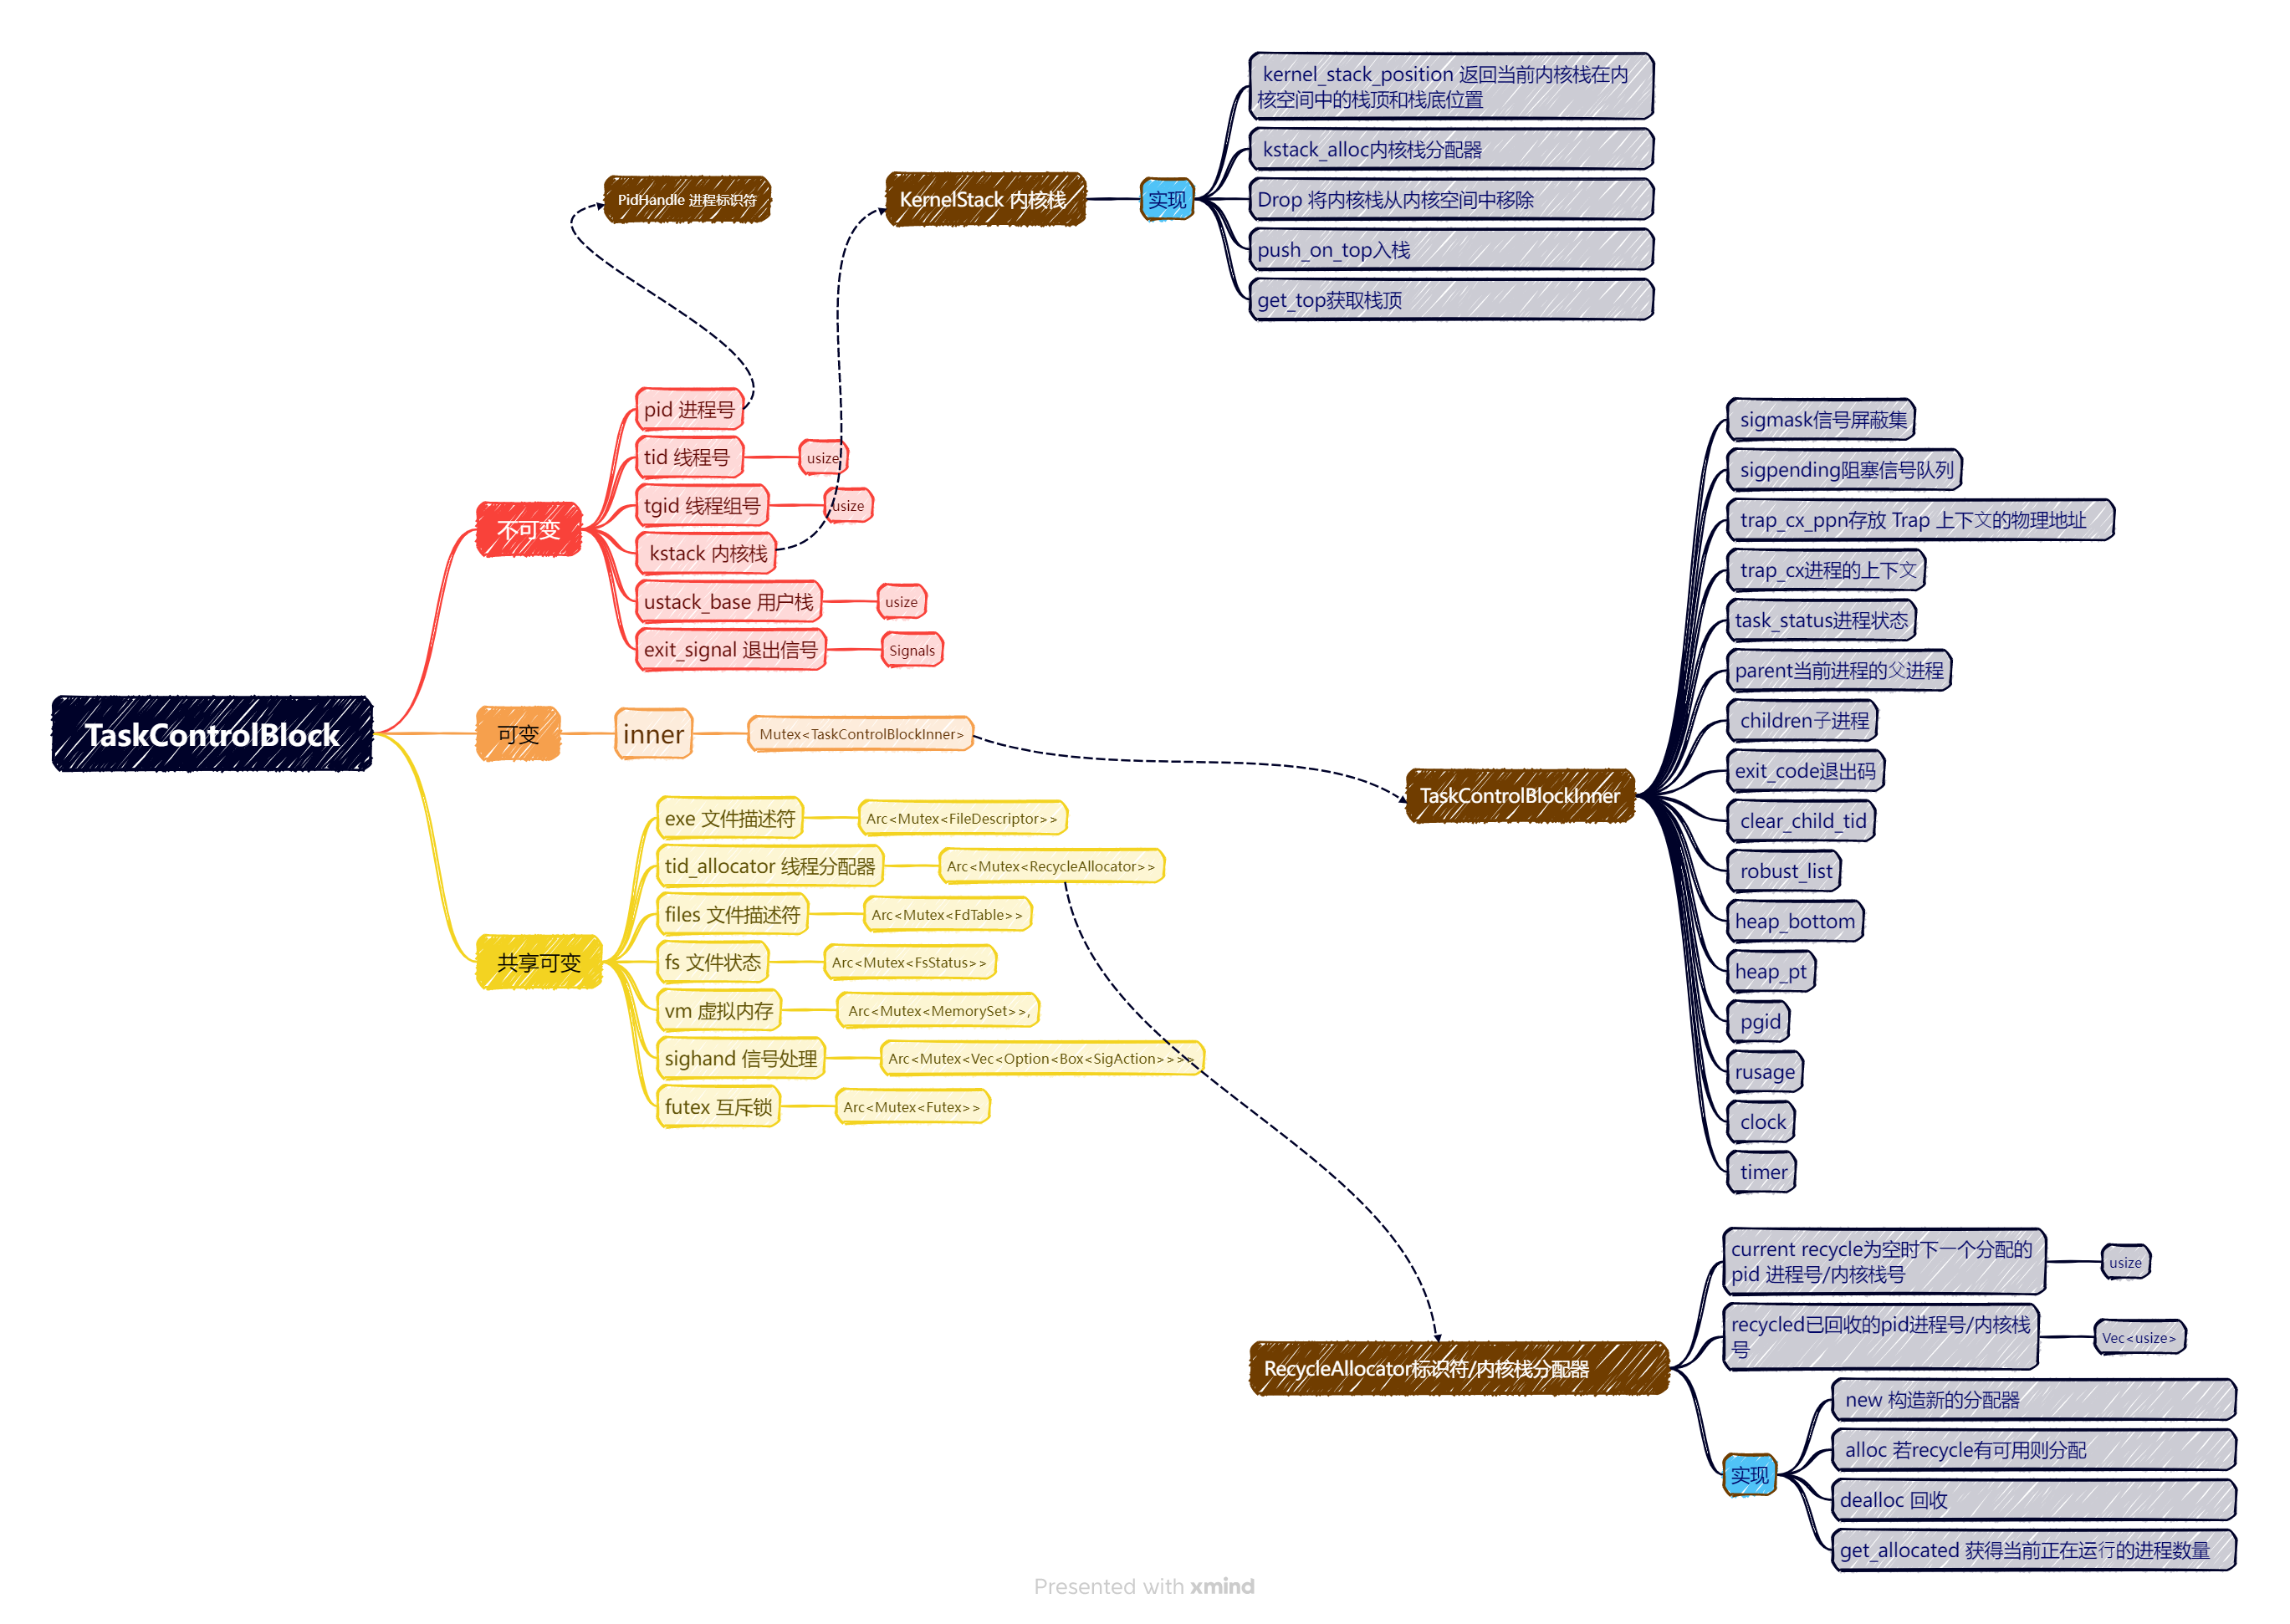 TaskControlBlock
不可变
pid 进程号
tid 线程号
usize
tgid 线程组号
usize
kstack 内核栈
ustack_base 用户栈
usize
exit_signal 退出信号
Signals
可变
inner
Mutex<TaskControlBlockInner>
共享可变
exe 文件描述符
Arc<Mutex<FileDescriptor>>
tid_allocator 线程分配器
Arc<Mutex<RecycleAllocator>>
files 文件描述符
Arc<Mutex<FdTable>>
fs 文件状态
Arc<Mutex<FsStatus>>
vm 虚拟内存
Arc<Mutex<MemorySet>>,
sighand 信号处理
Arc<Mutex<Vec<Option<Box<SigAction>>>>
futex 互斥锁
Arc<Mutex<Futex>>
PidHandle 进程标识符
KernelStack 内核栈
实现
kernel_stack_position 返回当前内核栈在内
核空间中的栈顶和栈底位置
kstack_alloc内核栈分配器
Drop 将内核栈从内核空间中移除
push_on_top入栈
get_top获取栈顶
TaskControlBlockInner
sigmask信号屏蔽集
sigpending阻塞信号队列
trap_cx_ppn存放 Trap 上下文的物理地址
trap_cx进程的上下文
task_status进程状态
parent当前进程的父进程
children子进程
exit_code退出码
clear_child_tid
robust_list
heap_bottom
heap_pt
pgid
rusage
clock
timer
RecycleAllocator标识符/内核栈分配器
current recycle为空时下一个分配的
pid 进程号/内核栈号
usize
recycled已回收的pid进程号/内核栈
号
Vec<usize>
实现
new 构造新的分配器
alloc 若recycle有可用则分配
dealloc 回收
get_allocated 获得当前正在运行的进程数量
Presented with xmind